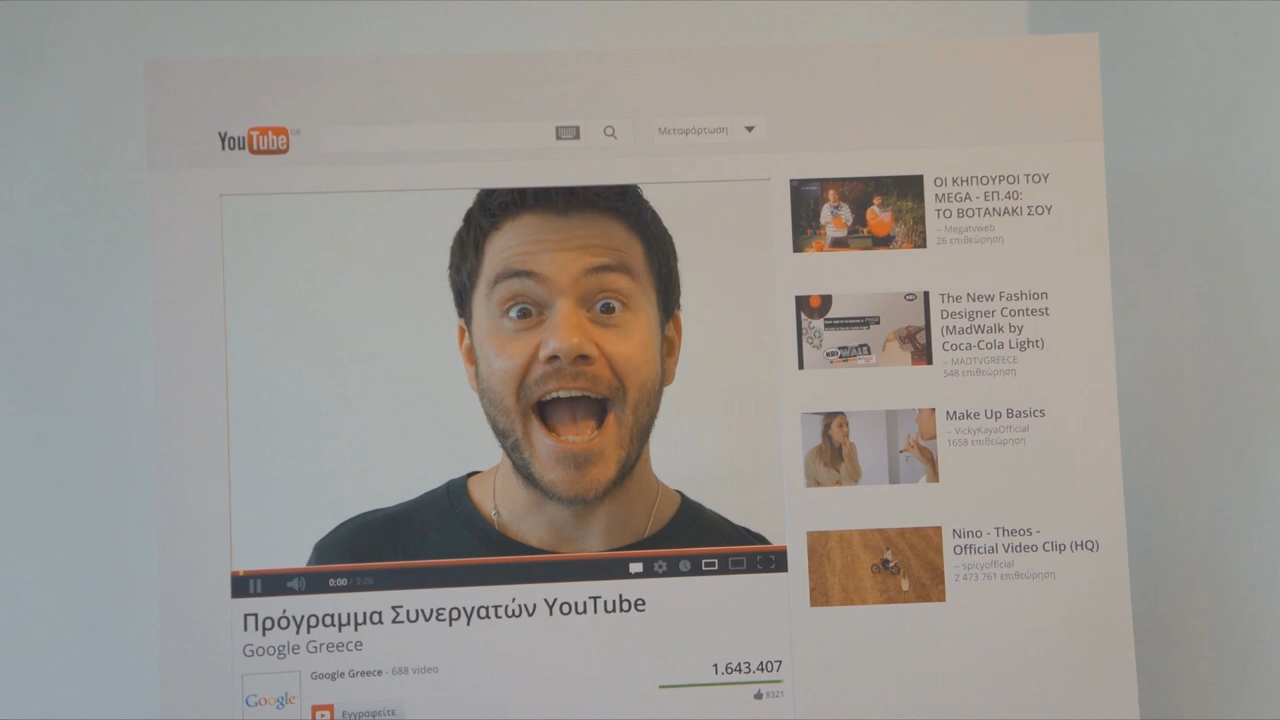 YouTube GR
Μεταφόρτωση
0:00 / 3:26
Πρόγραμμα Συνεργατών YouTube
Google Greece
Google
Google Greece - 688 video
Εγγραφείτε
1.643.407
8321
ΟΙ ΚΗΠΟΥΡΟΙ ΤΟΥ
MEGA - ΕΠ.40:
ΤΟ ΒΟΤΑΝΑΚΙ ΣΟΥ
-- Megatvweb
26 επιθεώρηση
The New Fashion
Designer Contest
(MadWalk by
Coca-Cola Light)
-- MADTVGREECE
548 επιθεώρηση
Make Up Basics
-- VickyKayaOfficial
1658 επιθεώρηση
Nino - Theos -
Official Video Clip (HQ)
-- spicyofficial
2 473 761 επιθεώρηση